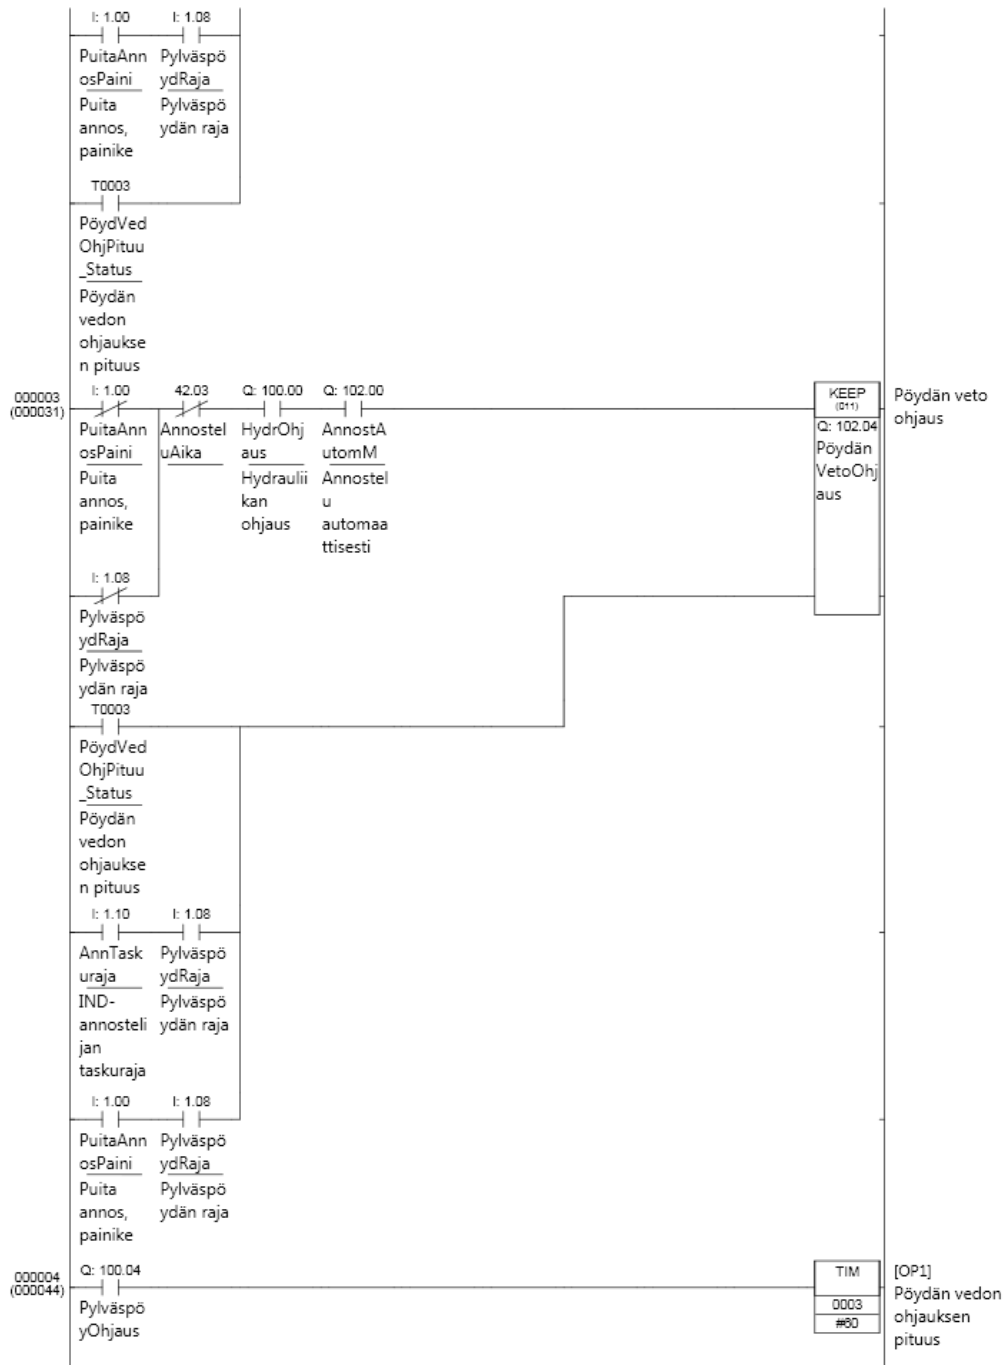 I: 1.00 I: 1.08
PuitaAnn Pylväspö
osPaini ydRaja
Puita Pylväspö
annos, ydän raja
painike
T0003
PöydVed
OhjPituu
_Status
Pöydän
vedon
ohjaukse
n pituus
000003 I: 1.00 42.03 Q: 100.00 Q: 102.00 KEEP Pöydän veto
(000031) (011) ohjaus
PuitaAnn Annostel HydrOhj AnnostA Q: 102.04
osPaini uAika aus utomM Pöydän
Puita Hydraulii Annostel VetoOhj
annos, kan u aus
painike ohjaus automaa
ttisesti
I: 1.08
Pylväspö
ydRaja
Pylväspö
ydän raja
T0003
PöydVed
OhjPituu
_Status
Pöydän
vedon
ohjaukse
n pituus
I: 1.10 I: 1.08
AnnTask Pylväspö
uraja ydRaja
IND- Pylväspö
annosteli ydän raja
jan
taskuraja
I: 1.00 I: 1.08
PuitaAnn Pylväspö
osPaini ydRaja
Puita Pylväspö
annos, ydän raja
painike
000004 Q: 100.04 TIM [OP1]
(000044) Pöydän vedon
Pylväspö 0003 ohjauksen
yOhjaus #60 pituus